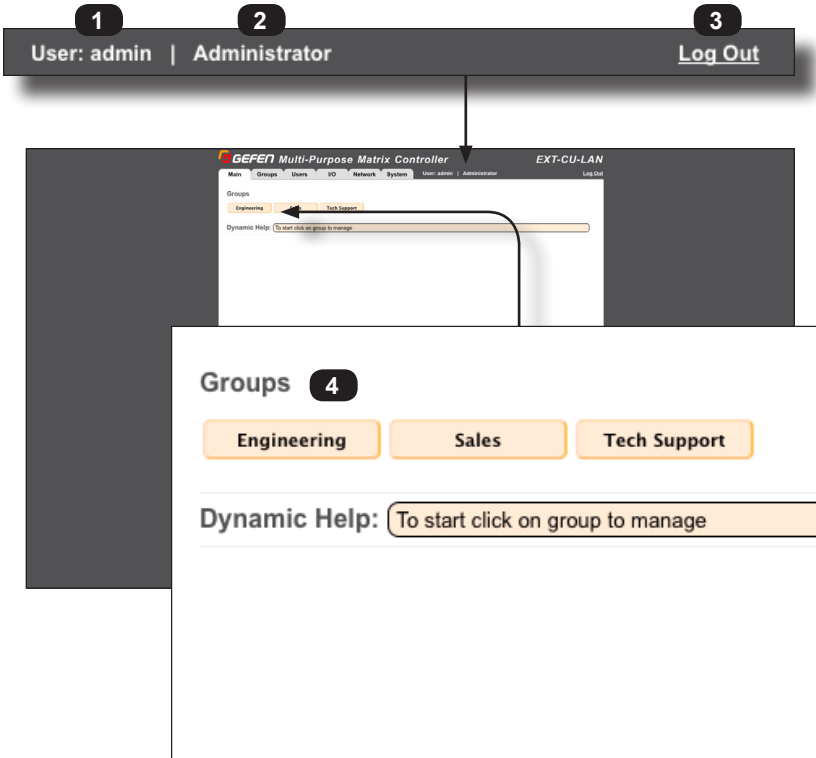 1 2 3
User: admin | Administrator Log Out
GEFEN Multi-Purpose Matrix Controller EXT-CU-LAN
Main Groups Users I/O Network System User: admin | Administrator Log Out
Groups
Engineering Tech Support
Dynamic Help: To start click on group to manage
Groups 4
Engineering Sales Tech Support
Dynamic Help: To start click on group to manage